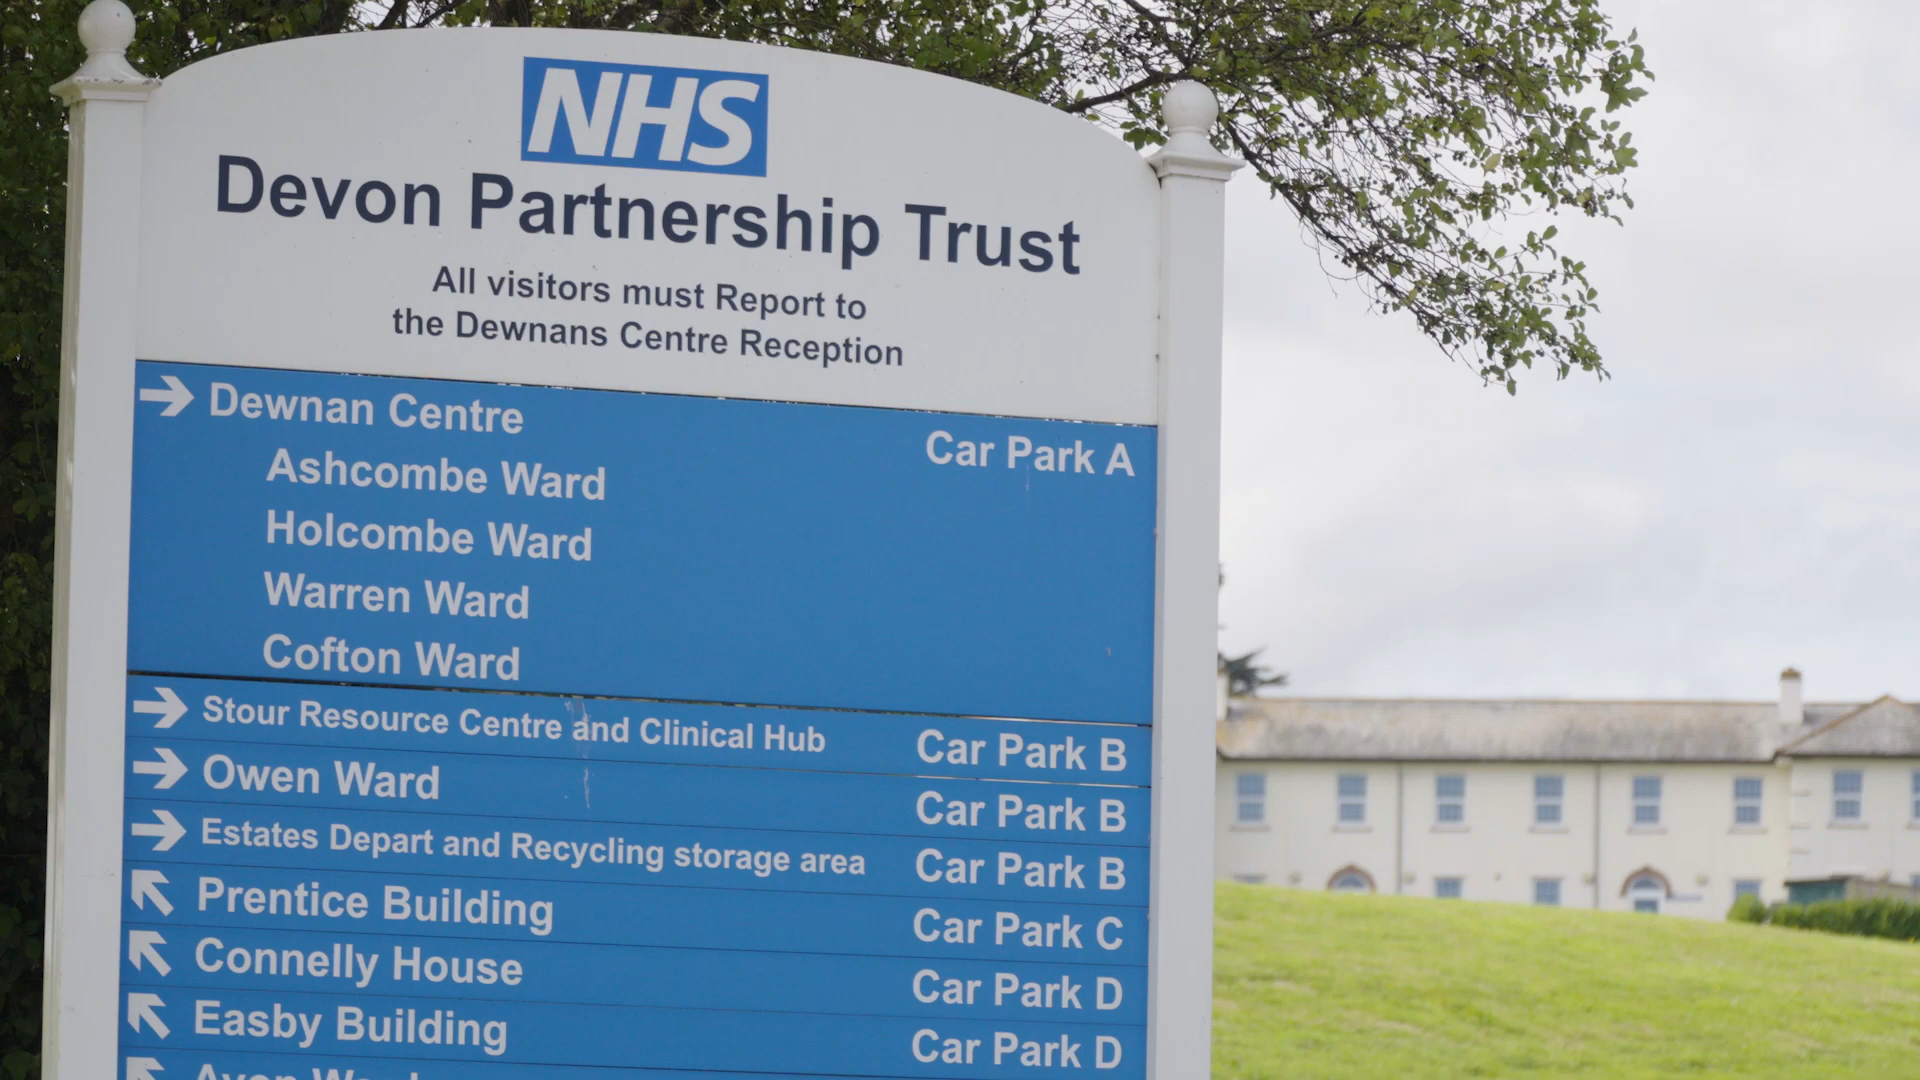 NHS
Devon Partnership Trust
All visitors must Report to
the Dewnans Centre Reception
Dewnan Centre Car Park A
Ashcombe Ward
Holcombe Ward
Warren Ward
Cofton Ward
Stour Resource Centre and Clinical Hub Car Park B
Owen Ward Car Park B
Estates Depart and Recycling storage area Car Park B
Prentice Building Car Park C
Connelly House Car Park D
Easby Building Car Park D